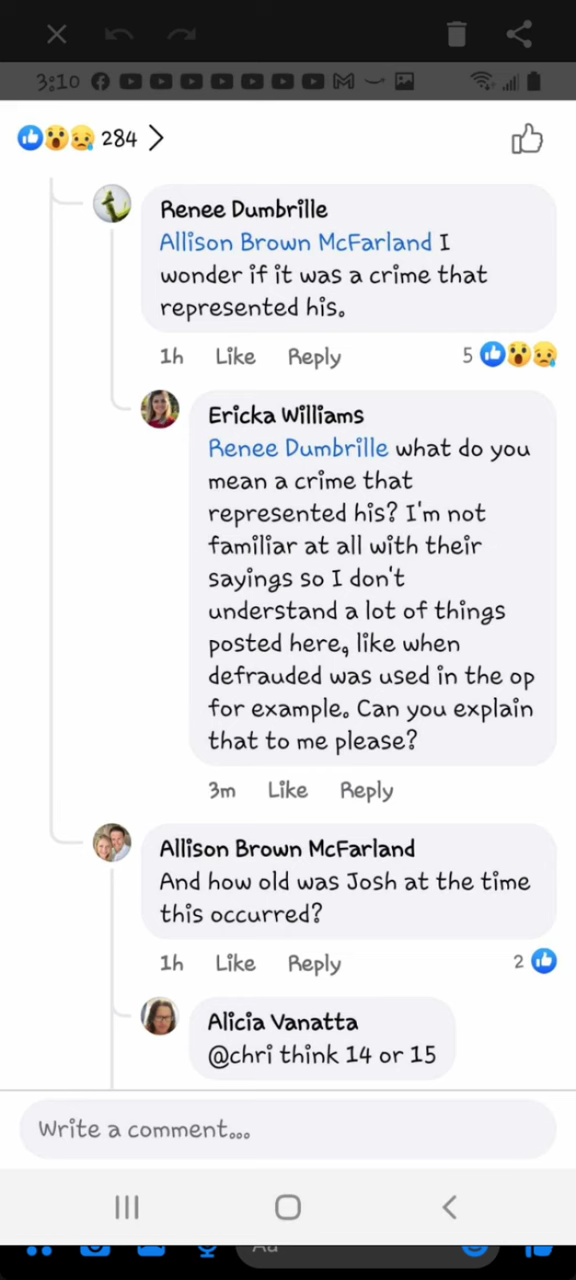 3:10
284
Renee Dumbrille
Allison Brown McFarland I
wonder if it was a crime that
represented his.
1h Like Reply 5
Ericka Williams
Renee Dumbrille what do you
mean a crime that
represented his? I'm not
familiar at all with their
sayings so I don't
understand a lot of things
posted here, like when
defrauded was used in the op
for example. Can you explain
that to me please?
3m Like Reply
Allison Brown McFarland
And how old was Josh at the time
this occurred?
1h Like Reply 2
Alicia Vanatta
@chri think 14 or 15
Write a comment...
Aa